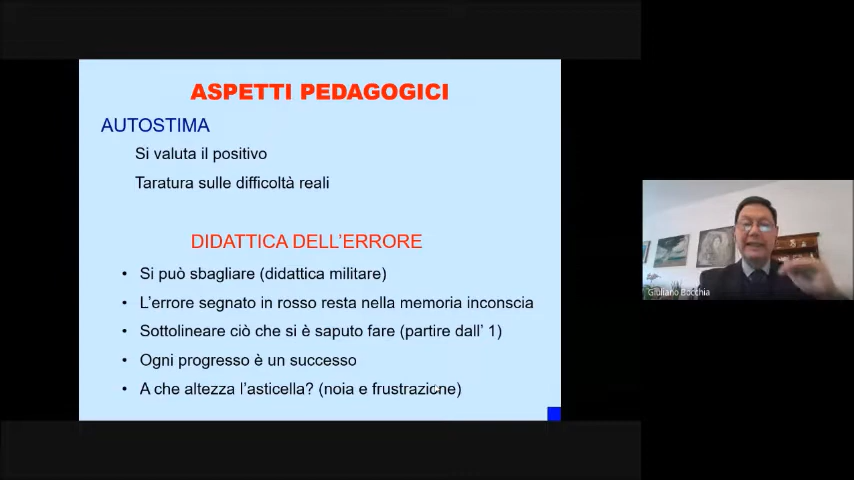 ASPETTI PEDAGOGICI
AUTOSTIMA
Si valuta il positivo
Taratura sulle difficoltà reali
DIDATTICA DELL’ERRORE
• Si può sbagliare (didattica militare)
• L’errore segnato in rosso resta nella memoria inconscia
• Sottolineare ciò che si è saputo fare (partire dall’ 1)
• Ogni progresso è un successo
• A che altezza l’asticella? (noia e frustrazione)
Giuliano Bocchia